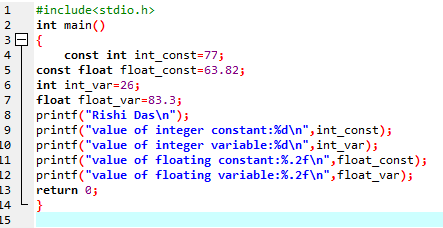 1 #include<stdio.h>
2 int main()
3 {
4     const int int_const=77;
5 const float float_const=63.82;
6 int int_var=26;
7 float float_var=83.3;
8 printf("Rishi Das\n");
9 printf("value of integer constant:%d\n",int_const);
10 printf("value of integer variable:%d\n",int_var);
11 printf("value of floating constant:%.2f\n",float_const);
12 printf("value of floating variable:%.2f\n",float_var);
13 return 0;
14 }
15